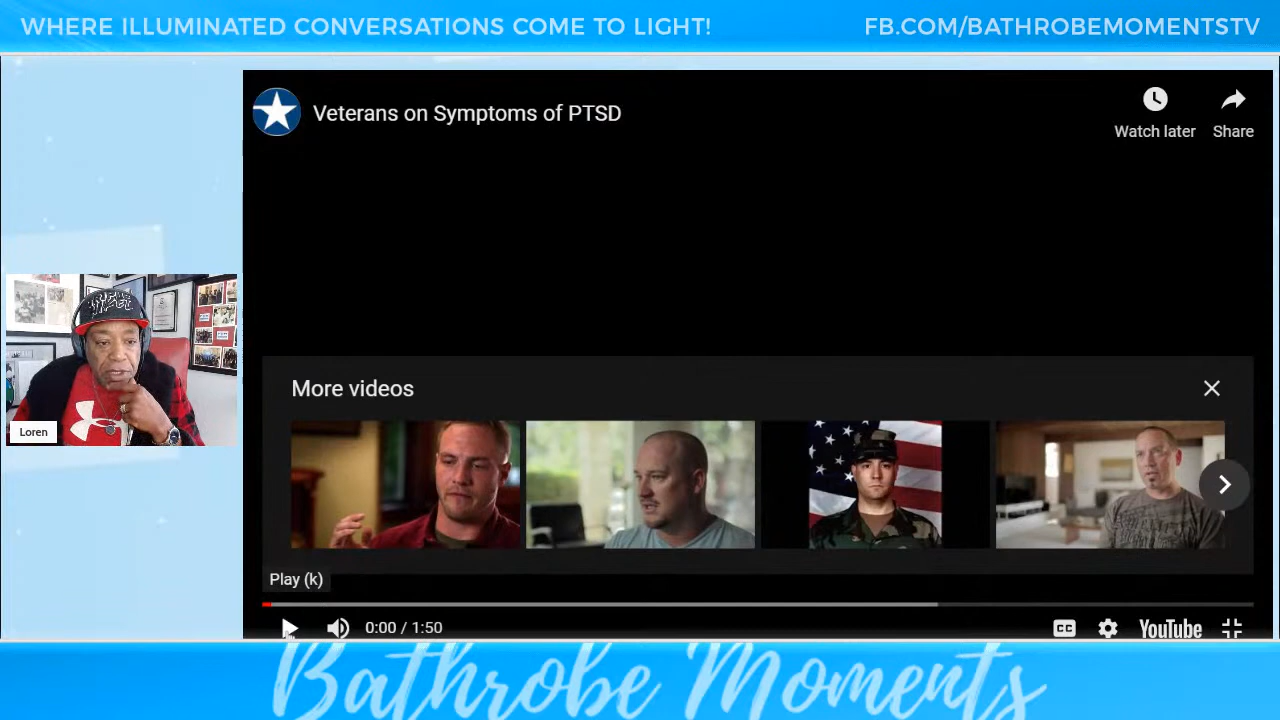 WHERE ILLUMINATED CONVERSATIONS COME TO LIGHT!
FB.COM/BATHROBEMOMENTSTV
Veterans on Symptoms of PTSD
Watch later
Share
More videos
Loren
Play (k)
0:00 / 1:50
CC
YouTube
Bathrobe Moments